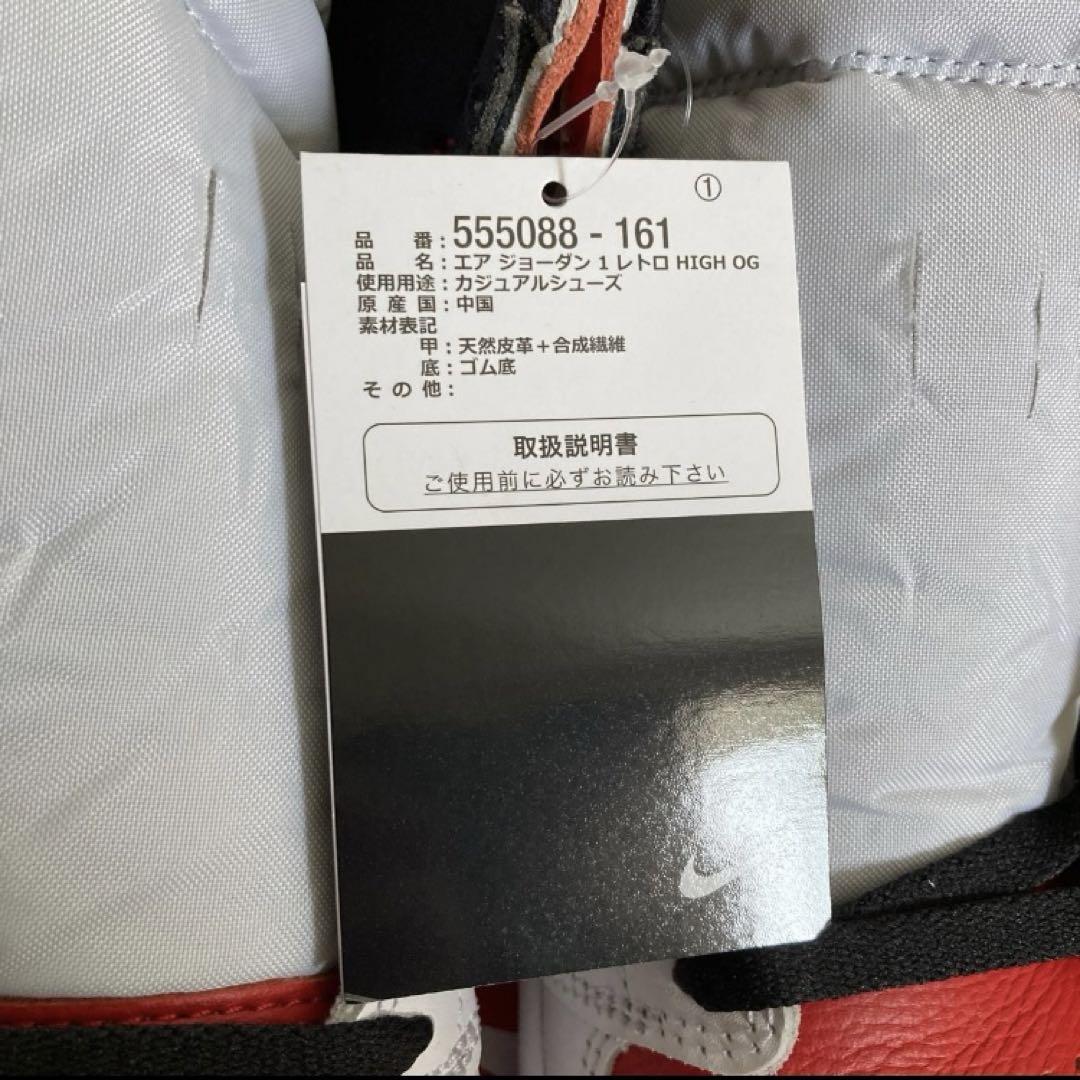 ①
品番:555088-161
品名:エア ジョーダン 1 レトロ HIGH OG
使用用途:カジュアルシューズ
原産国:中国
素材表記
甲:天然皮革+合成繊維
底:ゴム底
その他:
取扱説明書
ご使用前に必ずお読み下さい